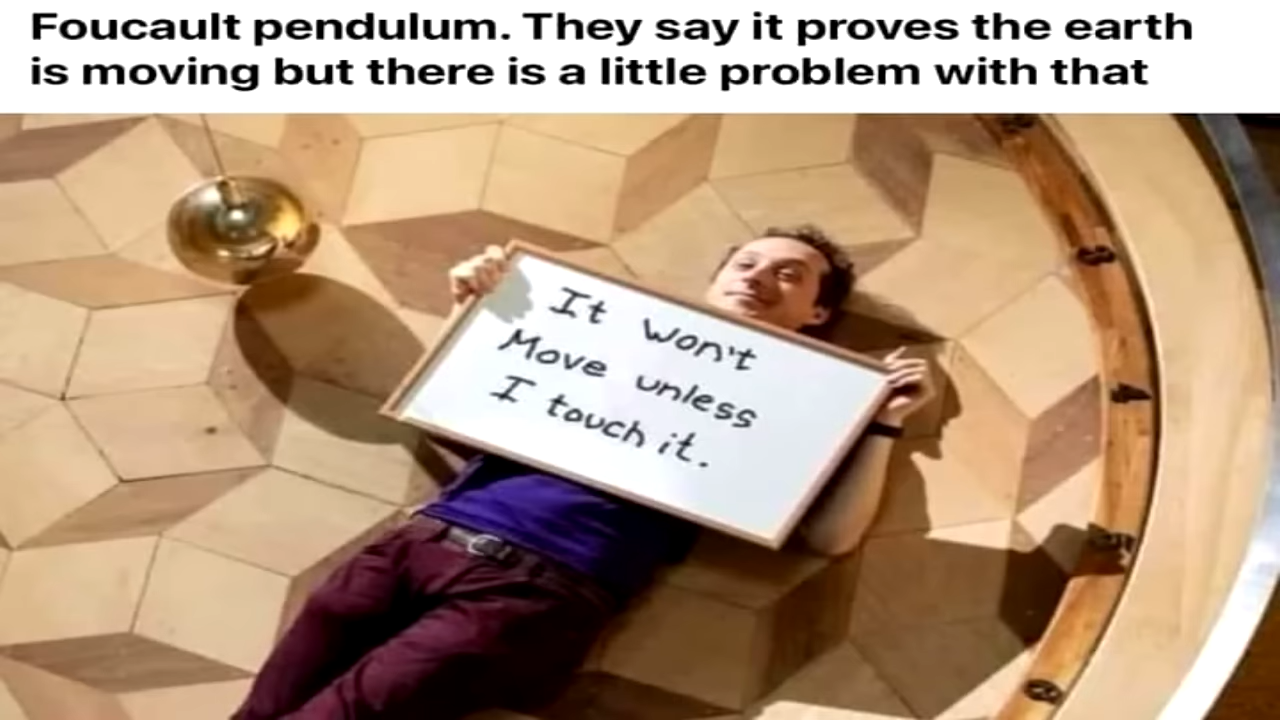 Foucault pendulum. They say it proves the earth
is moving but there is a little problem with that
It won't
Move unless
I touch it.